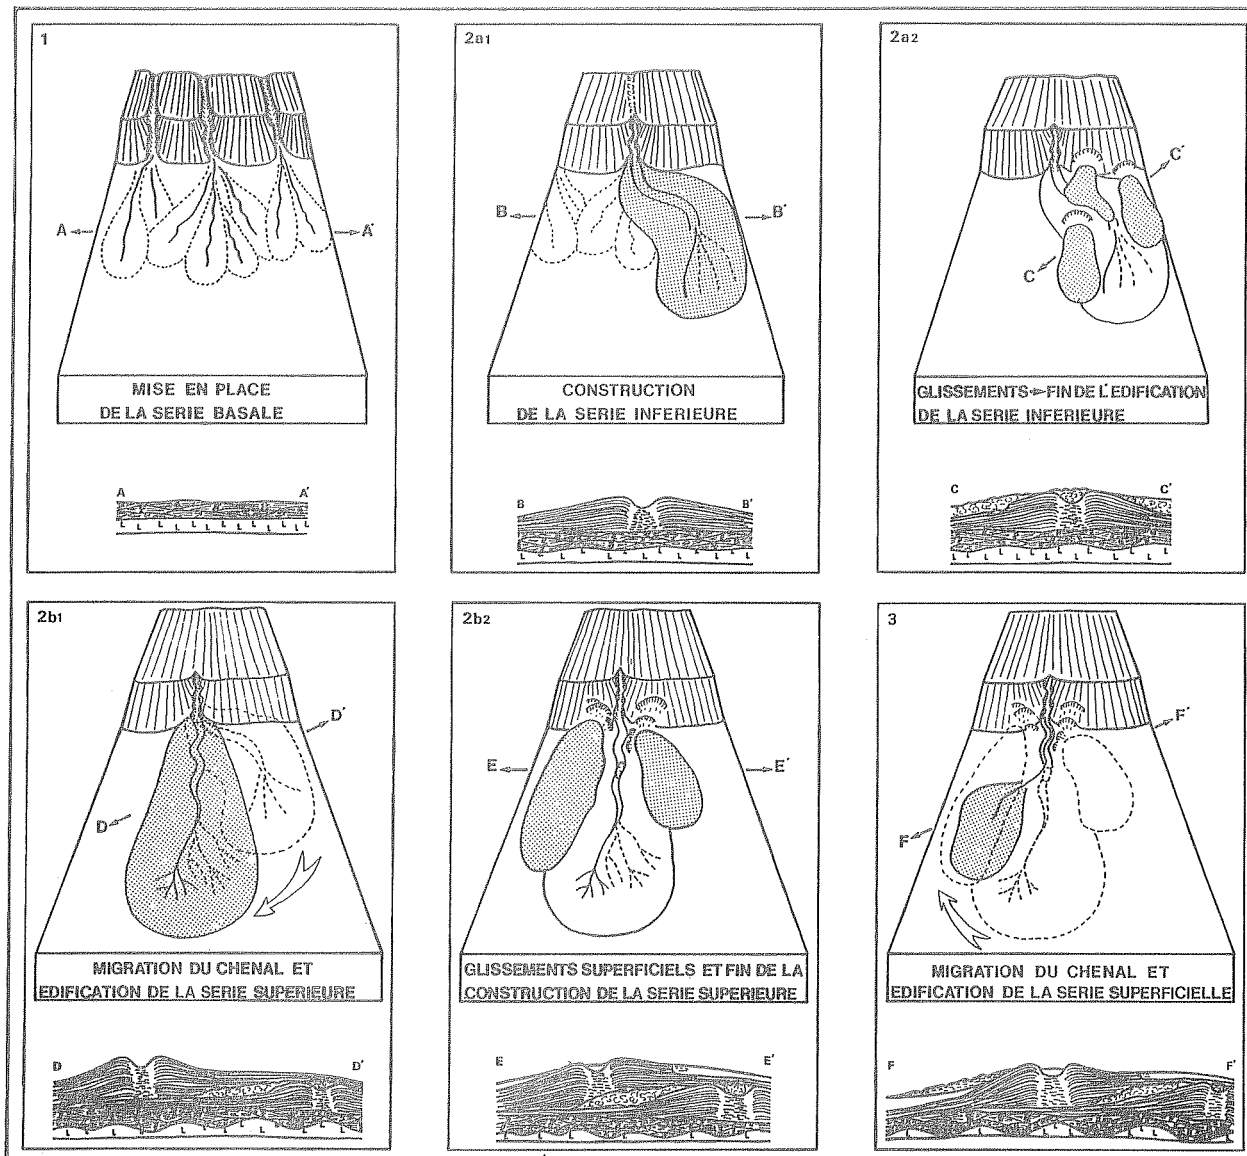 1
A
A'
MISE EN PLACE
DE LA SERIE BASALE
A A'
L L L L L L L L L L L L L
2a1
B
B'
CONSTRUCTION
DE LA SERIE INFERIEURE
B B'
2a2
C'
C
GLISSEMENTS ➤ FIN DE L'EDIFICATION
DE LA SERIE INFERIEURE
C C'
2b1
D'
D
MIGRATION DU CHENAL ET
EDIFICATION DE LA SERIE SUPERIEURE
D D'
2b2
E
E'
GLISSEMENTS SUPERFICIELS ET FIN DE LA
CONSTRUCTION DE LA SERIE SUPERIEURE
E E'
3
F'
F
MIGRATION DU CHENAL ET
EDIFICATION DE LA SERIE SUPERFICIELLE
F F'